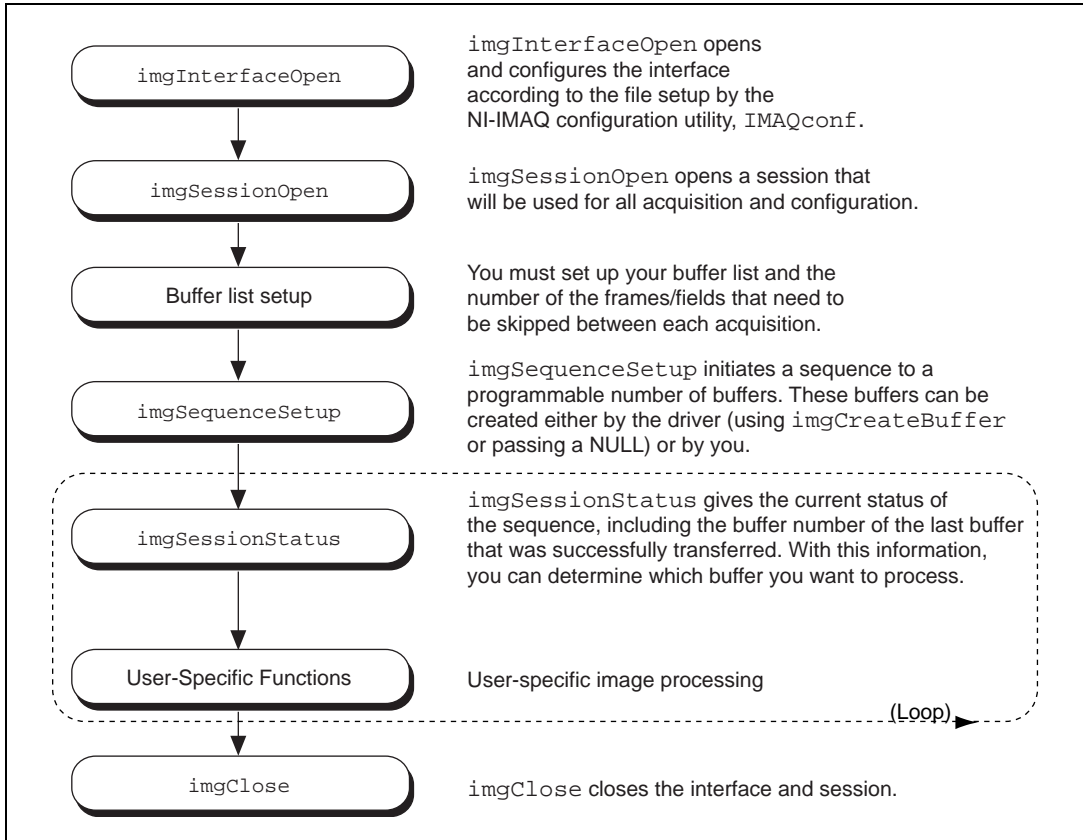 imgInterfaceOpen
imgInterfaceOpen opens
and configures the interface
according to the file setup by the
NI-IMAQ configuration utility, IMAQconf.
imgSessionOpen
imgSessionOpen opens a session that
will be used for all acquisition and configuration.
Buffer list setup
You must set up your buffer list and the
number of the frames/fields that need to
be skipped between each acquisition.
imgSequenceSetup
imgSequenceSetup initiates a sequence to a
programmable number of buffers. These buffers can be
created either by the driver (using imgCreateBuffer
or passing a NULL) or by you.
imgSessionStatus
imgSessionStatus gives the current status of
the sequence, including the buffer number of the last buffer
that was successfully transferred. With this information,
you can determine which buffer you want to process.
User-Specific Functions
User-specific image processing
(Loop)
imgClose
imgClose closes the interface and session.